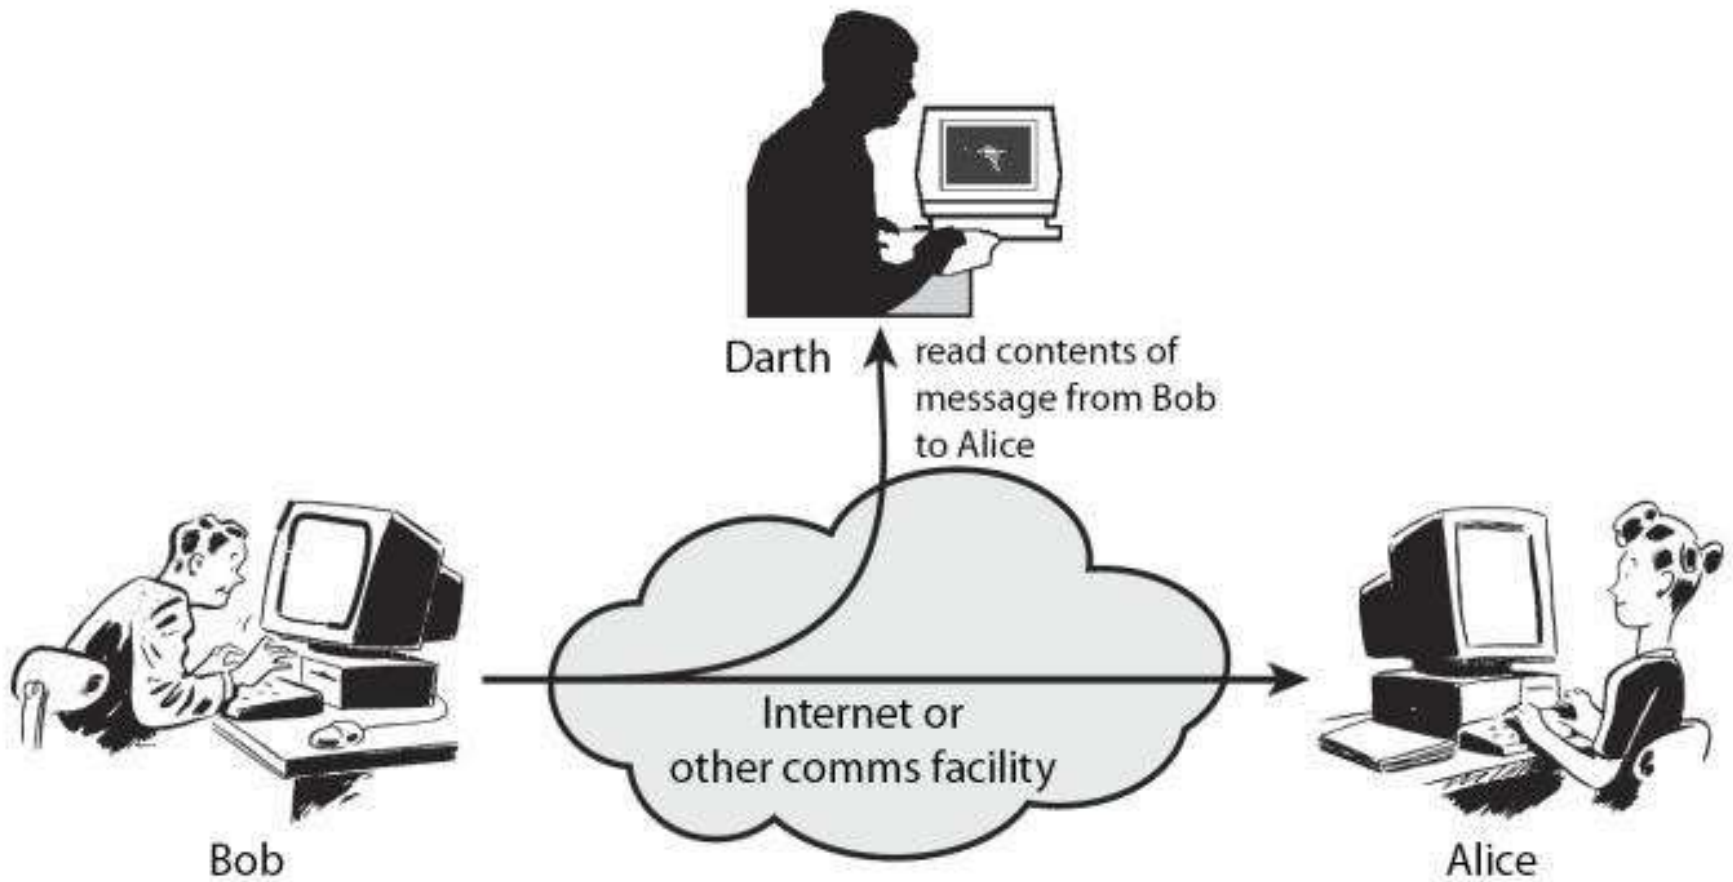 Darth
read contents of
message from Bob
to Alice
Internet or
other comms facility
Bob
Alice